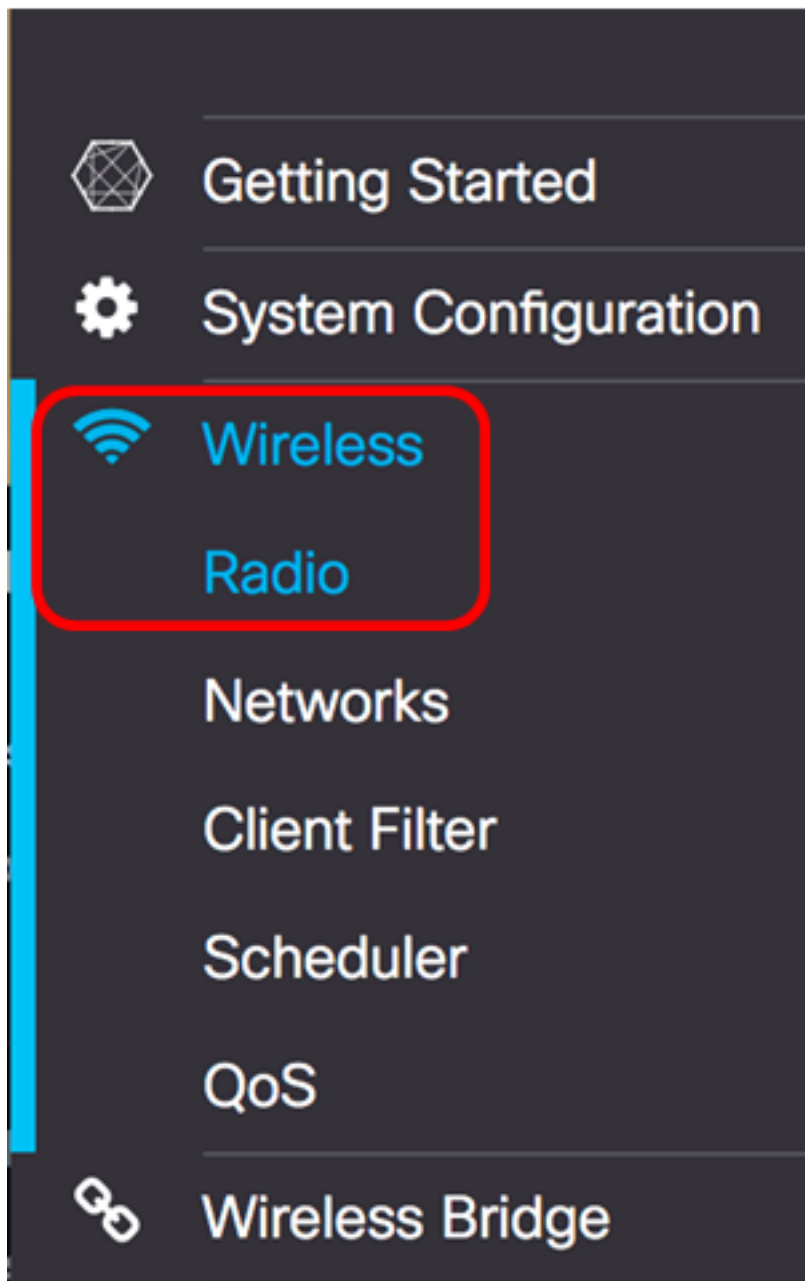 Getting Started
System Configuration
Wireless
Radio
Networks
Client Filter
Scheduler
QoS
Wireless Bridge